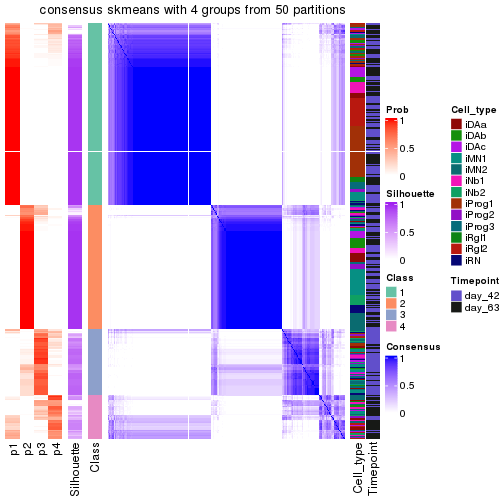 consensus skmeans with 4 groups from 50 partitions
Prob
1
0.5
0
Silhouette
1
0.5
0
Class
1
2
3
4
Consensus
1
0.5
0
Cell_type
iDAa
iDAb
iDAc
iMN1
iMN2
iNb1
iNb2
iProg1
iProg2
iProg3
iRgl1
iRgl2
iRN
Timepoint
day_42
day_63
p1
p2
p3
p4
Silhouette
Class
Cell_type
Timepoint